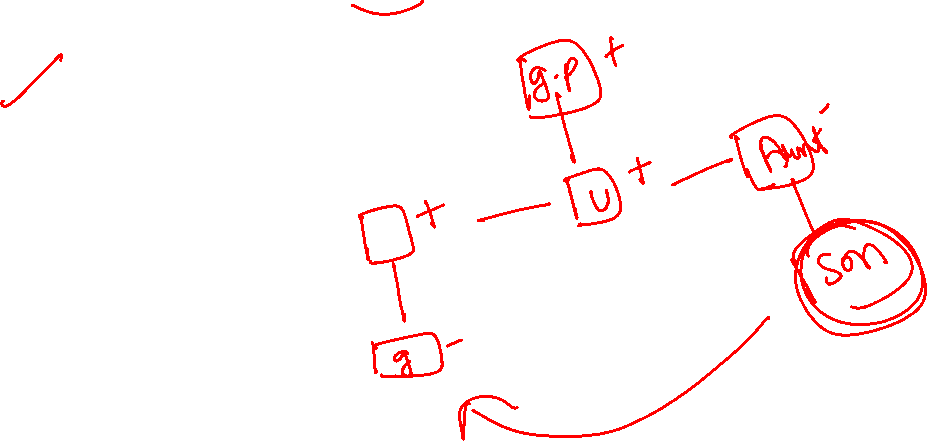 g.p +
Aunt -
U +
+
son
g -